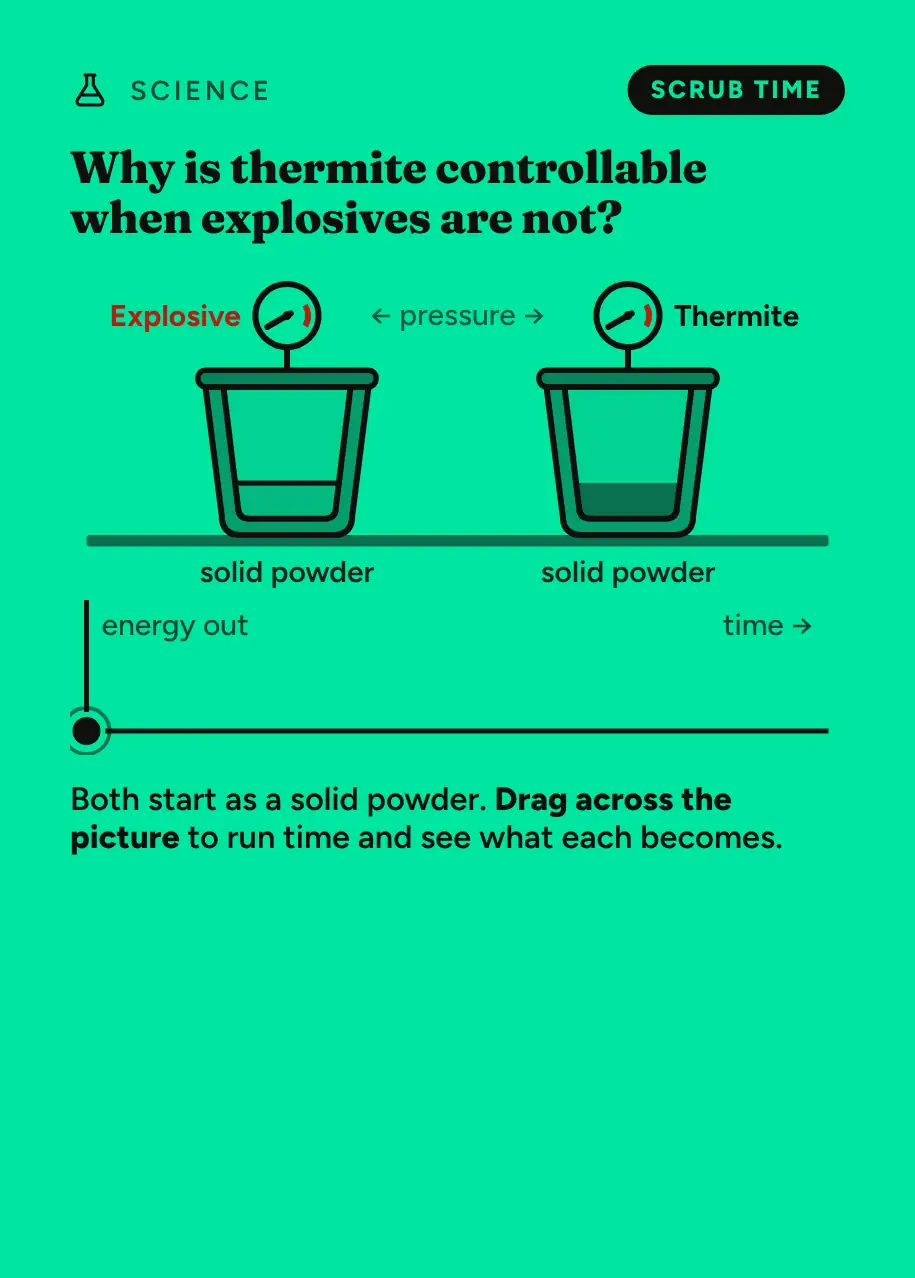 SCIENCE
SCRUB TIME
Why is thermite controllable
when explosives are not?
Explosive
← pressure →
Thermite
solid powder
solid powder
energy out
time →
Both start as a solid powder. Drag across the
picture to run time and see what each becomes.